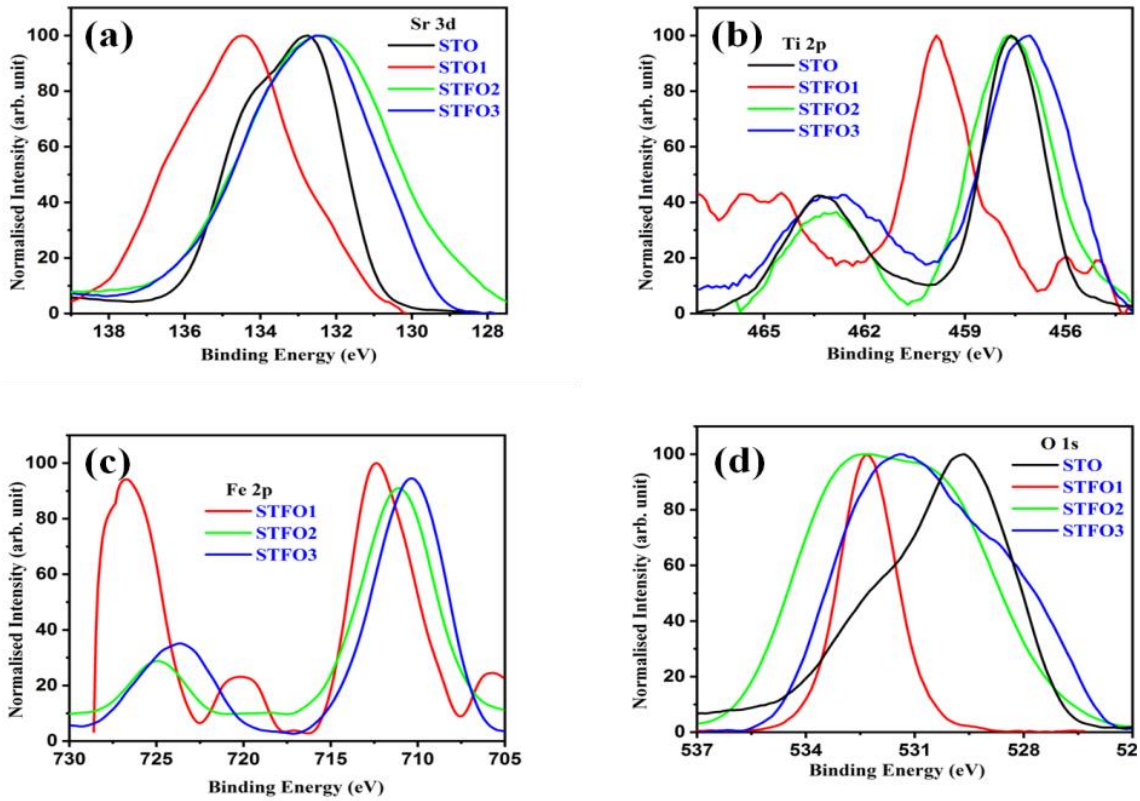 (a)
Sr 3d
STO
STO1
STFO2
STFO3
100
80
60
40
20
0
138 136 134 132 130 128
Binding Energy (eV)
Normalised Intensity (arb. unit)
(b)
Ti 2p
STO
STFO1
STFO2
STFO3
100
80
60
40
20
0
465 462 459 456
Binding Energy (eV)
Normalised Intensity (arb. unit)
(c)
Fe 2p
STFO1
STFO2
STFO3
100
80
60
40
20
0
730 725 720 715 710 705
Binding Energy (eV)
Normalised Intensity (arb. unit)
(d)
O 1s
STO
STFO1
STFO2
STFO3
100
80
60
40
20
0
537 534 531 528 52
Binding Energy (eV)
Normalised Intensity (arb. unit)